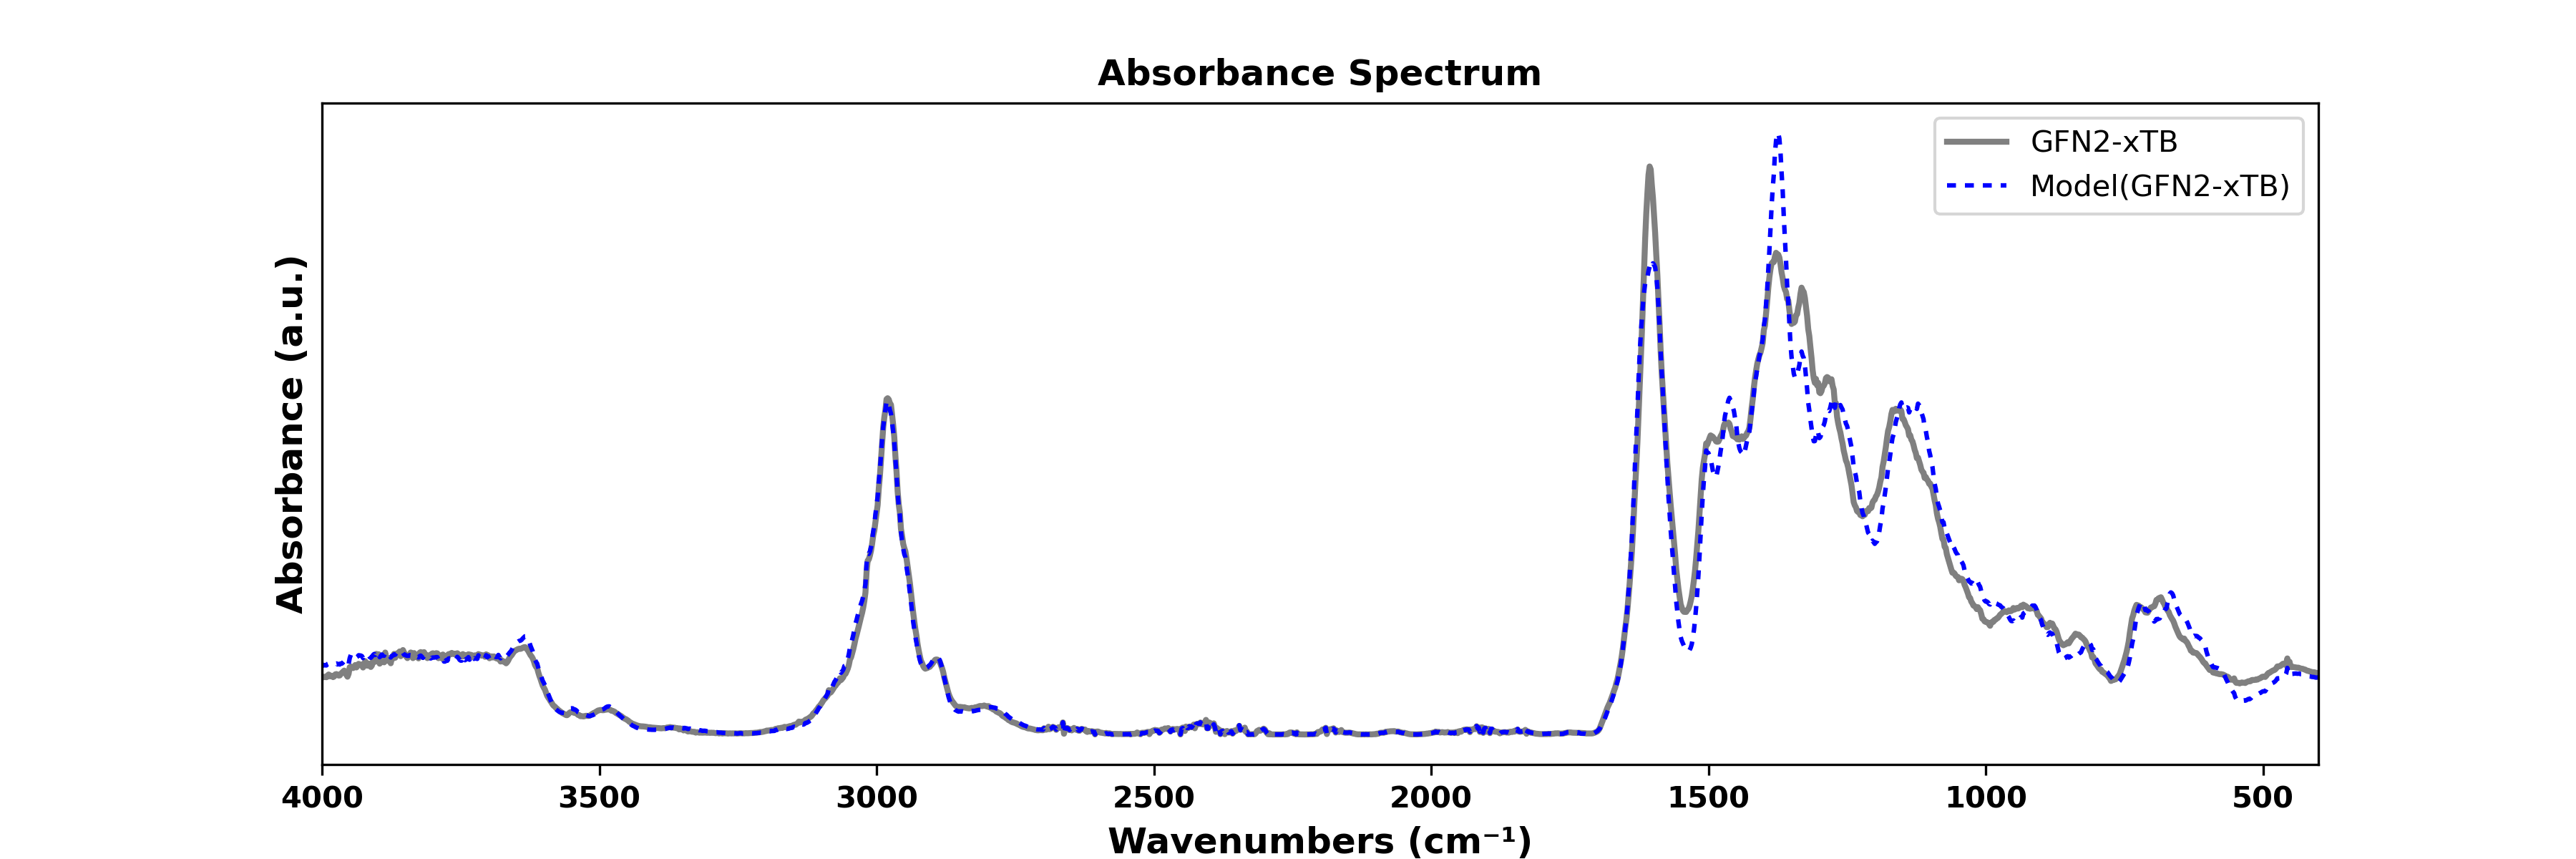 Absorbance Spectrum
GFN2-xTB
Model(GFN2-xTB)
Absorbance (a.u.)
4000 3500 3000 2500 2000 1500 1000 500
Wavenumbers (cm⁻¹)